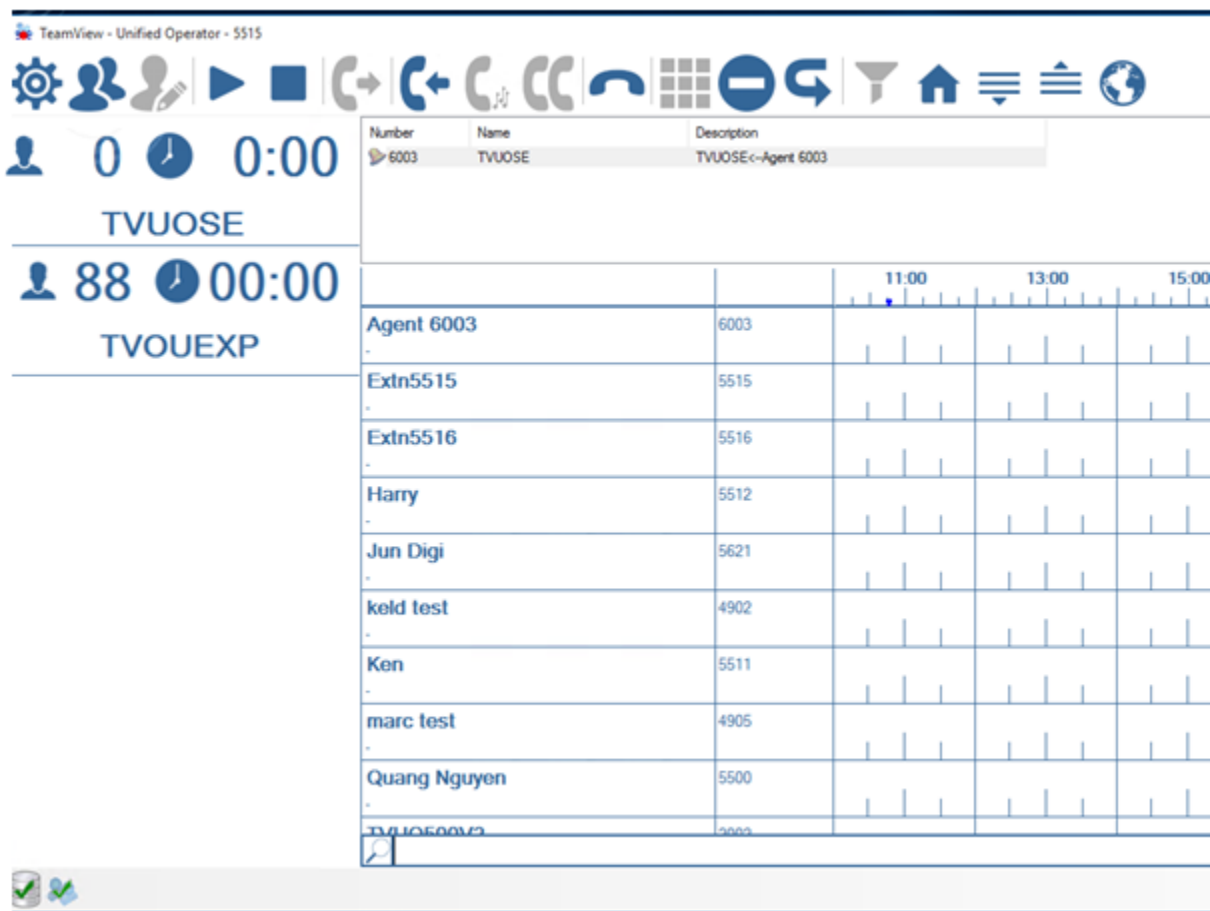 TeamView - Unified Operator - 5515
0 0:00
TVUOSE
88 00:00
TVOUEXP
Number Name Description
6003 TVUOSE TVUOSE<--Agent 6003
11:00 13:00 15:00
Agent 6003 6003
-
Extn5515 5515
-
Extn5516 5516
-
Harry 5512
-
Jun Digi 5621
-
keld test 4902
-
Ken 5511
-
marc test 4905
-
Quang Nguyen 5500
-